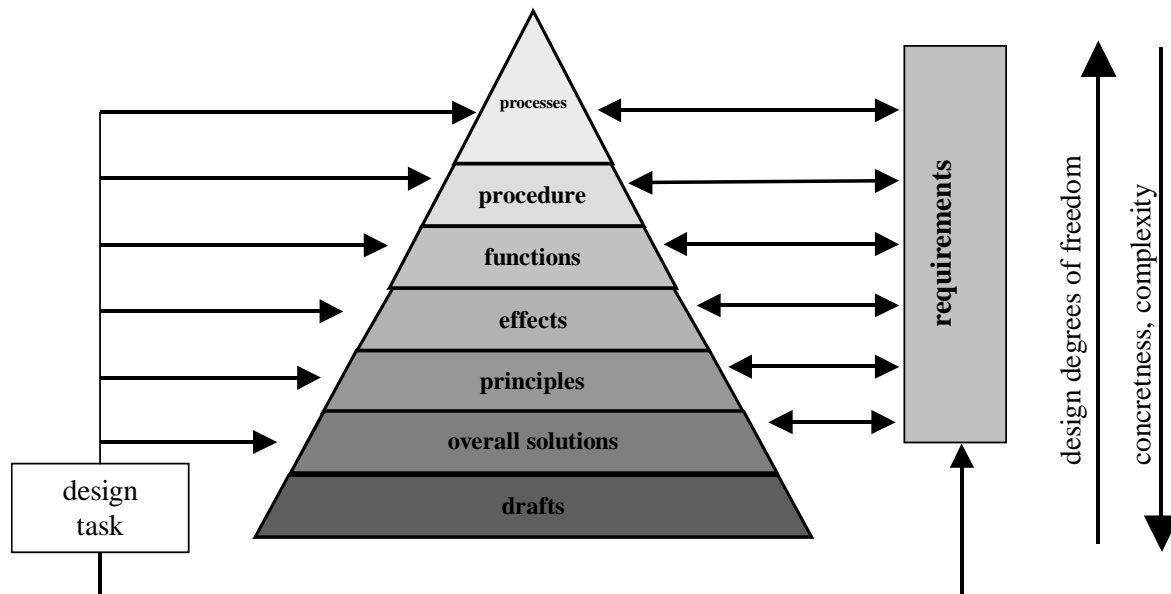 processes
procedure
functions
effects
principles
overall solutions
drafts
design
task
requirements
design degrees of freedom
concretness, complexity